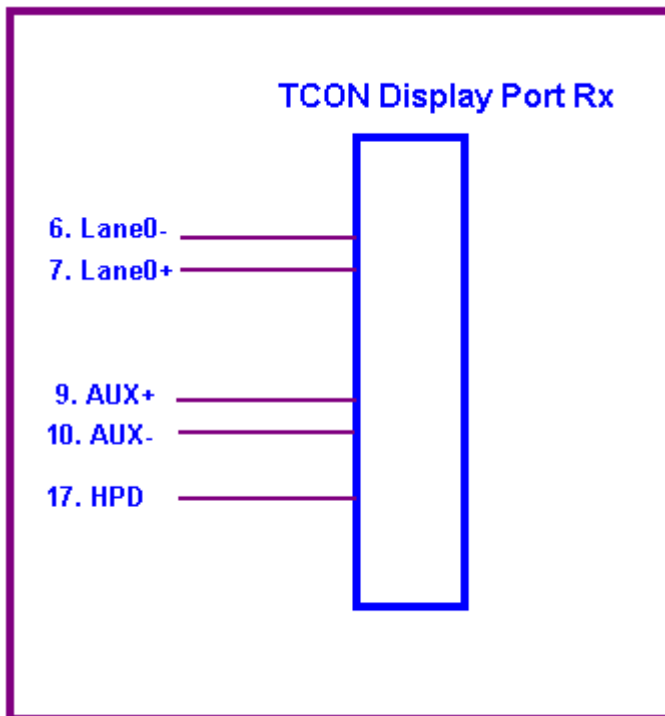 TCON Display Port Rx
6. Lane0-
7. Lane0+
9. AUX+
10. AUX-
17. HPD